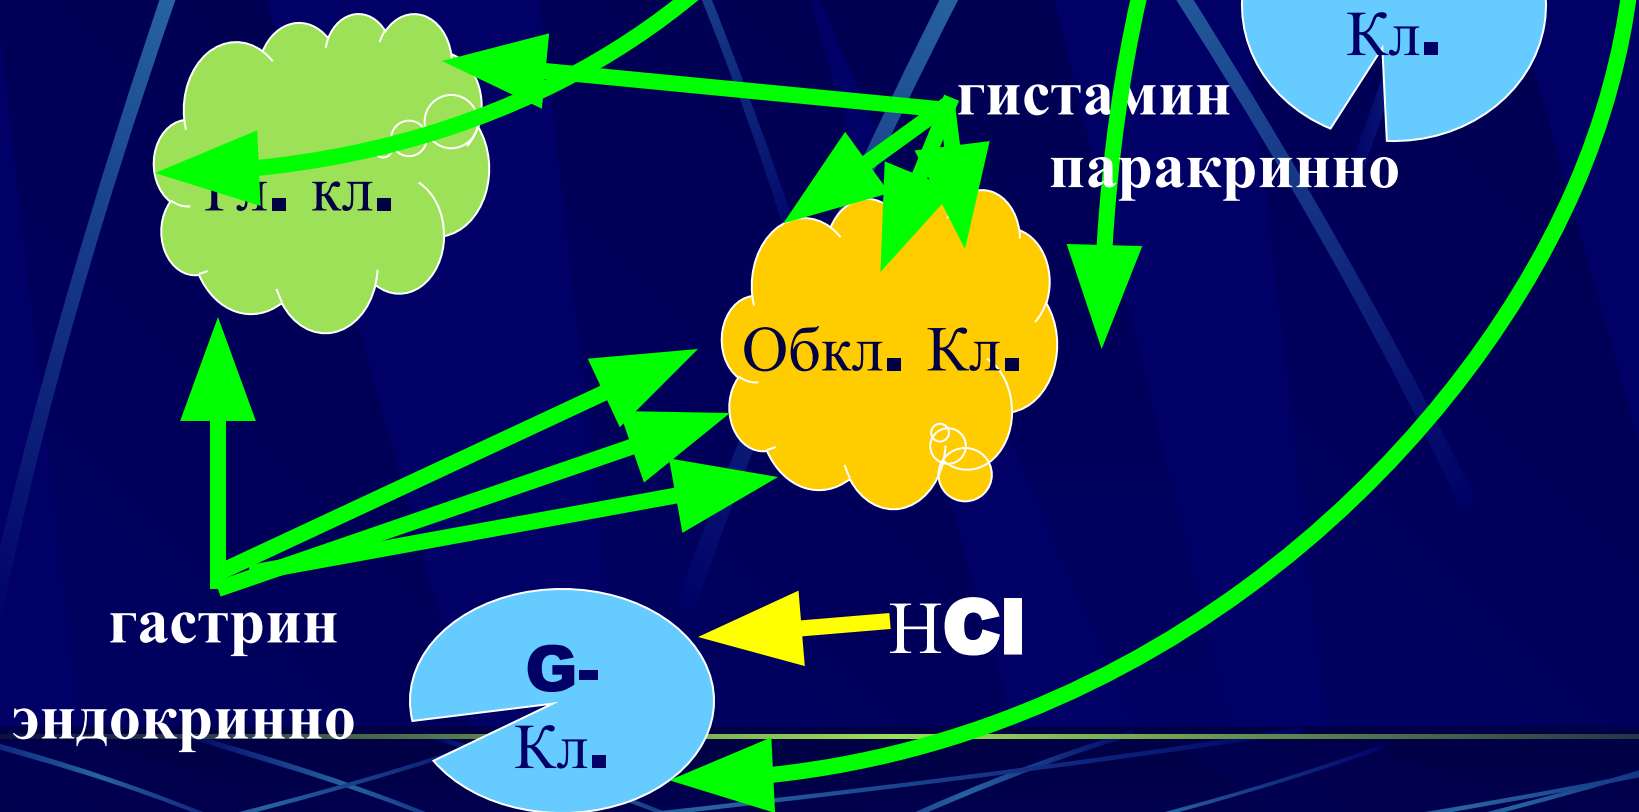 Кл.
гистамин
паракринно
Гл. кл.
Обкл. Кл.
гастрин
эндокринно
HCl
G-
Кл.